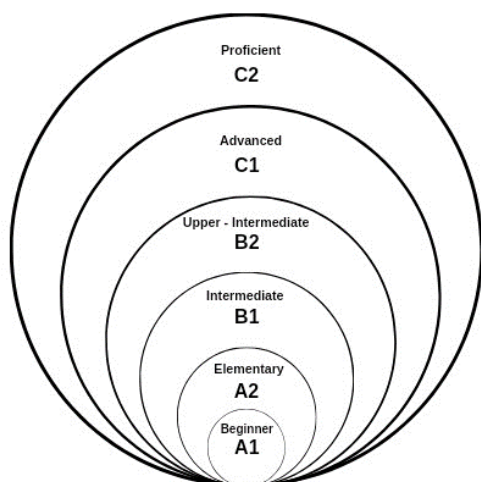 Proficient
C2
Advanced
C1
Upper - Intermediate
B2
Intermediate
B1
Elementary
A2
Beginner
A1